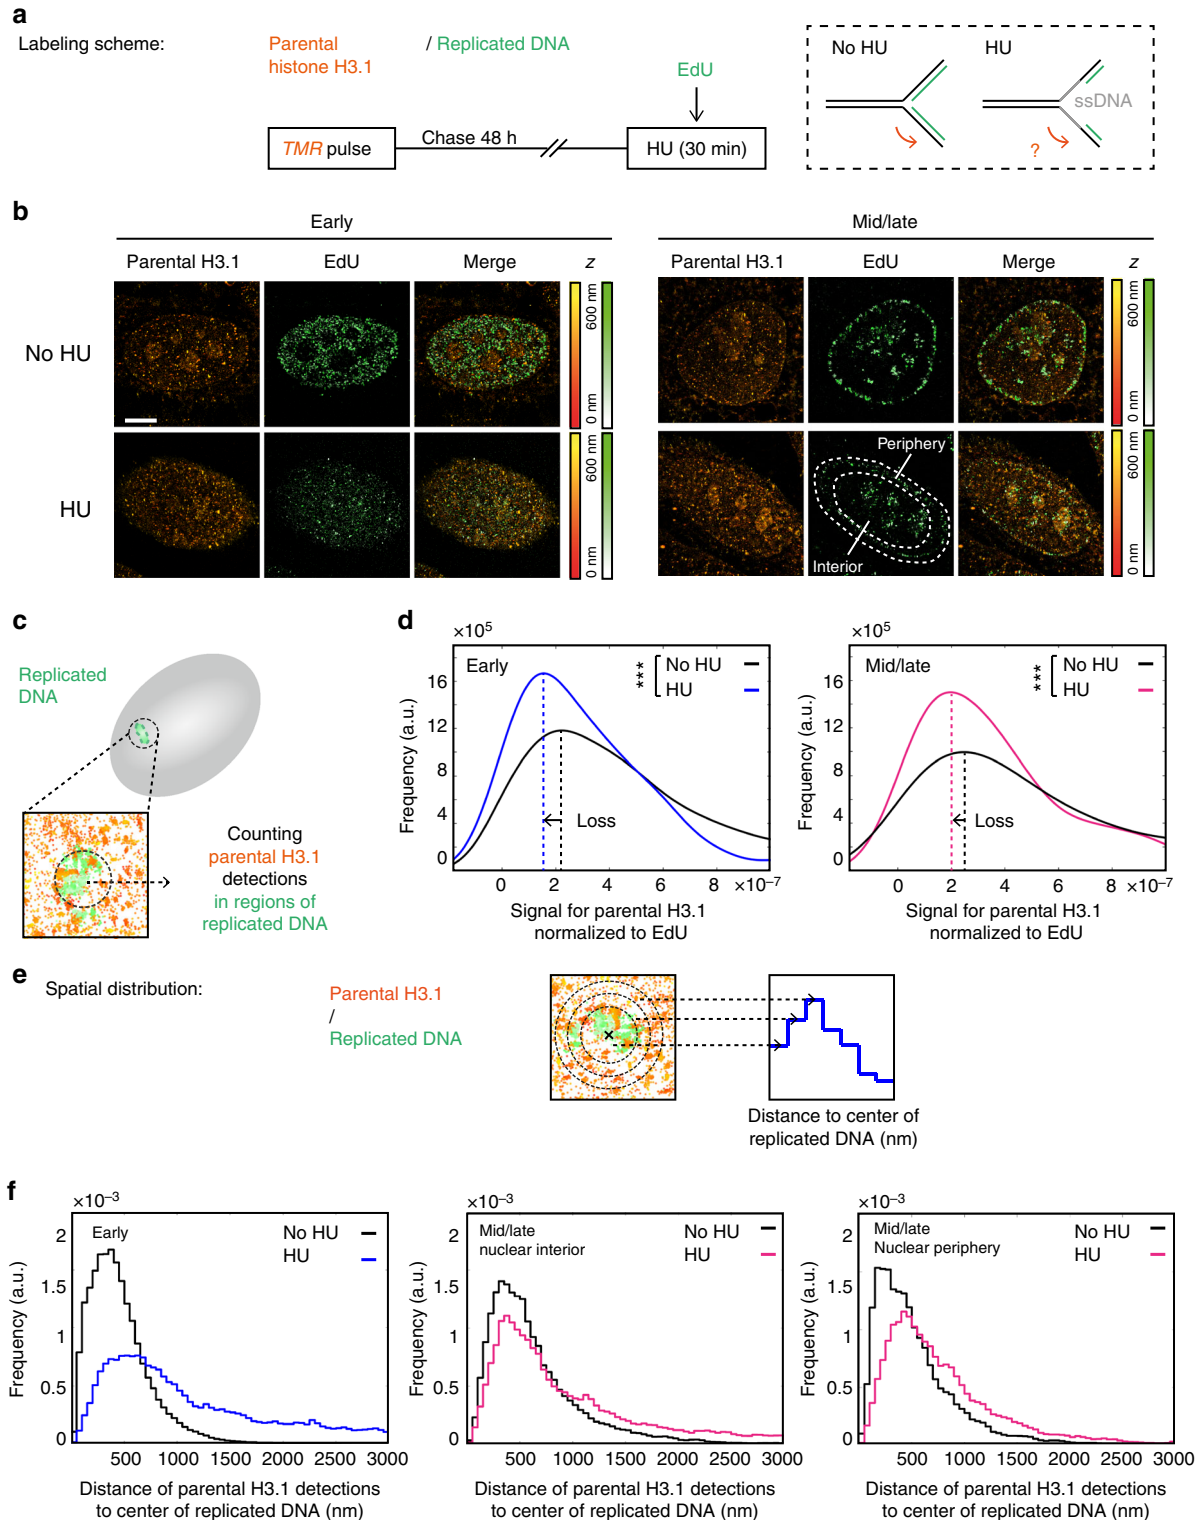 a
Labeling scheme:
Parental histone H3.1
/ Replicated DNA
EdU
TMR pulse
Chase 48 h
HU (30 min)
No HU
HU
ssDNA
?
b
Early
Mid/late
Parental H3.1
EdU
Merge
z
Parental H3.1
EdU
Merge
z
No HU
HU
600 nm
0 nm
600 nm
0 nm
600 nm
0 nm
600 nm
0 nm
Periphery
Interior
c
Replicated
DNA
Counting
parental H3.1
detections
in regions of
replicated DNA
d
×10⁵
Early
***
No HU
HU
16
12
8
4
0
Frequency (a.u.)
Loss
0 2 4 6 8 ×10⁻⁷
Signal for parental H3.1
normalized to EdU
×10⁵
Mid/late
***
No HU
HU
16
12
8
4
0
Frequency (a.u.)
Loss
0 2 4 6 8 ×10⁻⁷
Signal for parental H3.1
normalized to EdU
e
Spatial distribution:
Parental H3.1
/
Replicated DNA
Distance to center of
replicated DNA (nm)
f
×10⁻³
Early
No HU
HU
2
1.5
1
0.5
0
Frequency (a.u.)
500 1000 1500 2000 2500 3000
Distance of parental H3.1 detections
to center of replicated DNA (nm)
×10⁻³
Mid/late
nuclear interior
No HU
HU
2
1.5
1
0.5
0
Frequency (a.u.)
500 1000 1500 2000 2500 3000
Distance of parental H3.1 detections
to center of replicated DNA (nm)
×10⁻³
Mid/late
Nuclear periphery
No HU
HU
2
1.5
1
0.5
0
Frequency (a.u.)
500 1000 1500 2000 2500 3000
Distance of parental H3.1 detections
to center of replicated DNA (nm)